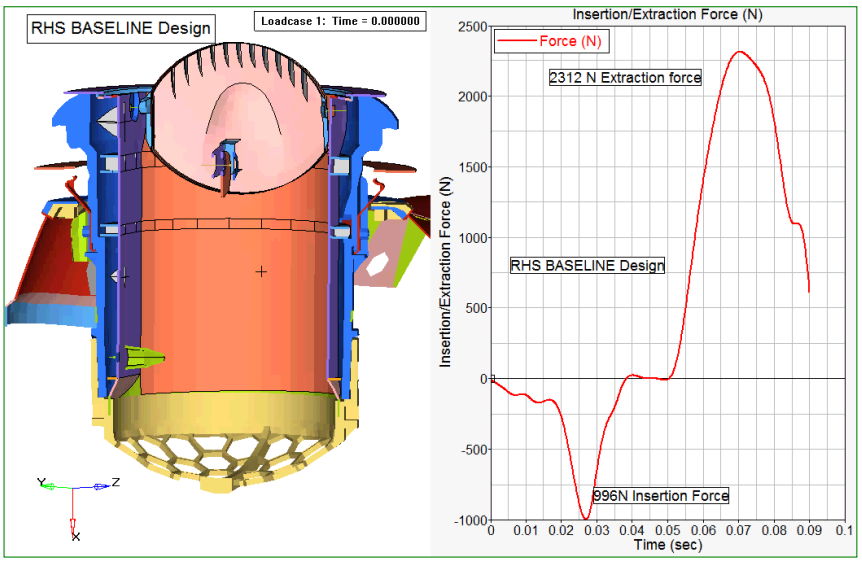 RHS BASELINE Design
Loadcase 1: Time = 0.000000
Y
Z
X
Insertion/Extraction Force (N)
Force (N)
2312 N Extraction force
RHS BASELINE Design
996N Insertion Force
Insertion/Extraction Force (N)
2500
2000
1500
1000
500
0
-500
-1000
0 0.01 0.02 0.03 0.04 0.05 0.06 0.07 0.08 0.09 0.1
Time (sec)